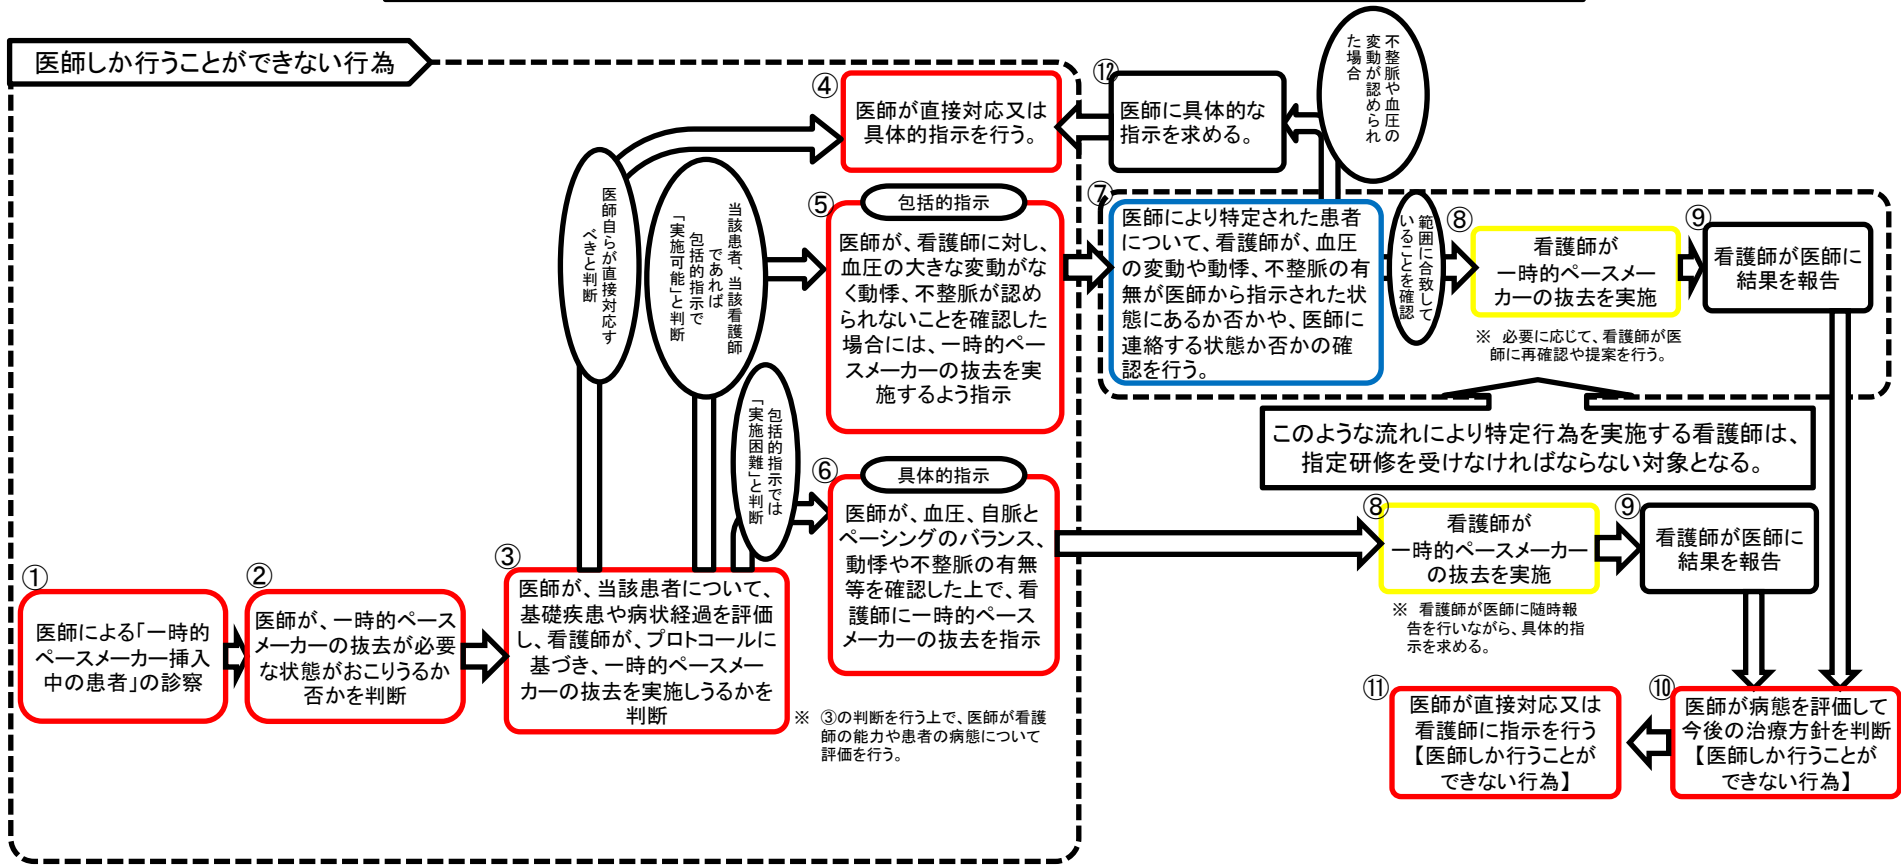 医師しか行うことができない行為
①
医師による「一時的
ペースメーカー挿入
中の患者」の診察
②
医師が、一時的ペース
メーカーの抜去が必要
な状態がおこりうるか
否かを判断
③
医師が、当該患者について、
基礎疾患や病状経過を評価
し、看護師が、プロトコールに
基づき、一時的ペースメー
カーの抜去を実施しうるかを
判断
※ ③の判断を行う上で、医師が看護
師の能力や患者の病態について
評価を行う。
医師自らが直接対応す
べきと判断
当該患者、当該看護師
であれば
包括的指示で
「実施可能」と判断
包括的指示では
「実施困難」と判断
④
医師が直接対応又は
具体的指示を行う。
⑤
包括的指示
医師が、看護師に対し、
血圧の大きな変動がな
く動悸、不整脈が認め
られないことを確認した
場合には、一時的ペー
スメーカーの抜去を実
施するよう指示
⑥
具体的指示
医師が、血圧、自脈と
ペーシングのバランス、
動悸や不整脈の有無
等を確認した上で、看
護師に一時的ペース
メーカーの抜去を指示
⑫
医師に具体的な
指示を求める。
不整脈や血圧の
変動が認められ
た場合
⑦
医師により特定された患者
について、看護師が、血圧
の変動や動悸、不整脈の有
無が医師から指示された状
態にあるか否かや、医師に
連絡する状態か否かの確
認を行う。
範囲に合致して
いることを確認
⑧
看護師が
一時的ペースメー
カーの抜去を実施
※ 必要に応じて、看護師が医
師に再確認や提案を行う。
⑨
看護師が医師に
結果を報告
このような流れにより特定行為を実施する看護師は、
指定研修を受けなければならない対象となる。
⑧
看護師が
一時的ペースメーカー
の抜去を実施
※ 看護師が医師に随時報
告を行いながら、具体的指
示を求める。
⑨
看護師が医師に
結果を報告
⑩
医師が病態を評価して
今後の治療方針を判断
【医師しか行うことが
できない行為】
⑪
医師が直接対応又は
看護師に指示を行う
【医師しか行うことが
できない行為】